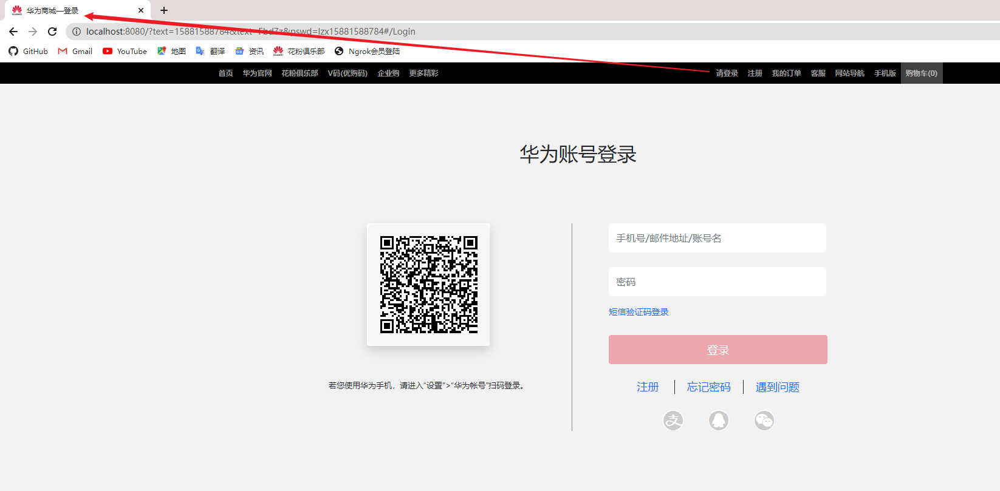 华为商城—登录
localhost:8080/?text=15881588784&text=Fbd7z&pswd=lzx15881588784#/Login
GitHub Gmail YouTube 地图 翻译 资讯 花粉俱乐部 Ngrok会员登陆
首页 华为官网 花粉俱乐部 V码(优购码) 企业购 更多精彩 请登录 注册 我的订单 客服 网站导航 手机版 购物车(0)
华为账号登录
手机号/邮件地址/账号名
密码
短信验证码登录
登录
若您使用华为手机，请进入“设置”>“华为帐号”扫码登录。
注册 忘记密码 遇到问题